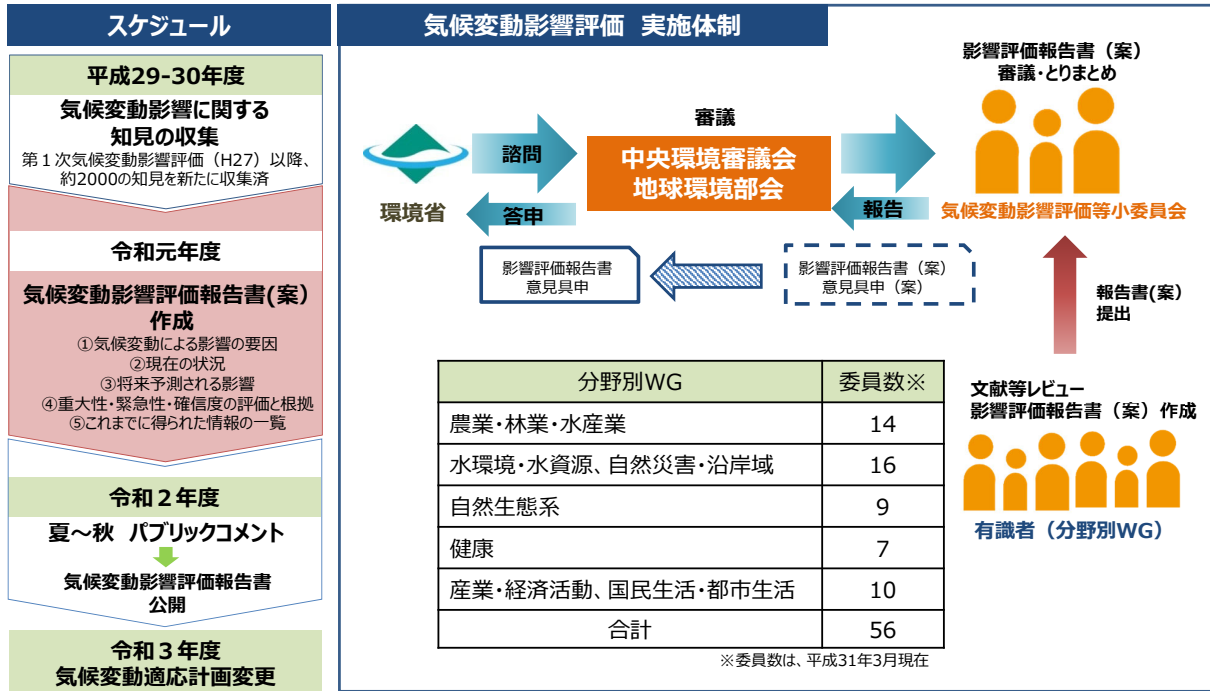 スケジュール
平成29-30年度
気候変動影響に関する
知見の収集
第１次気候変動影響評価（H27）以降、
約2000の知見を新たに収集済
令和元年度
気候変動影響評価報告書(案）
作成
①気候変動による影響の要因
②現在の状況
③将来予測される影響
④重大性・緊急性・確信度の評価と根拠
⑤これまでに得られた情報の一覧
令和２年度
夏～秋 パブリックコメント
気候変動影響評価報告書
公開
令和３年度
気候変動適応計画変更
気候変動影響評価 実施体制
環境省
諮問
答申
審議
中央環境審議会
地球環境部会
報告
影響評価報告書（案）
審議・とりまとめ
気候変動影響評価等小委員会
影響評価報告書
意見具申
影響評価報告書（案）
意見具申（案）
報告書(案）
提出
文献等レビュー
影響評価報告書（案）作成
有識者（分野別WG）
分野別WG 委員数※
農業・林業・水産業 14
水環境・水資源、自然災害・沿岸域 16
自然生態系 9
健康 7
産業・経済活動、国民生活・都市生活 10
合計 56
※委員数は、平成31年3月現在